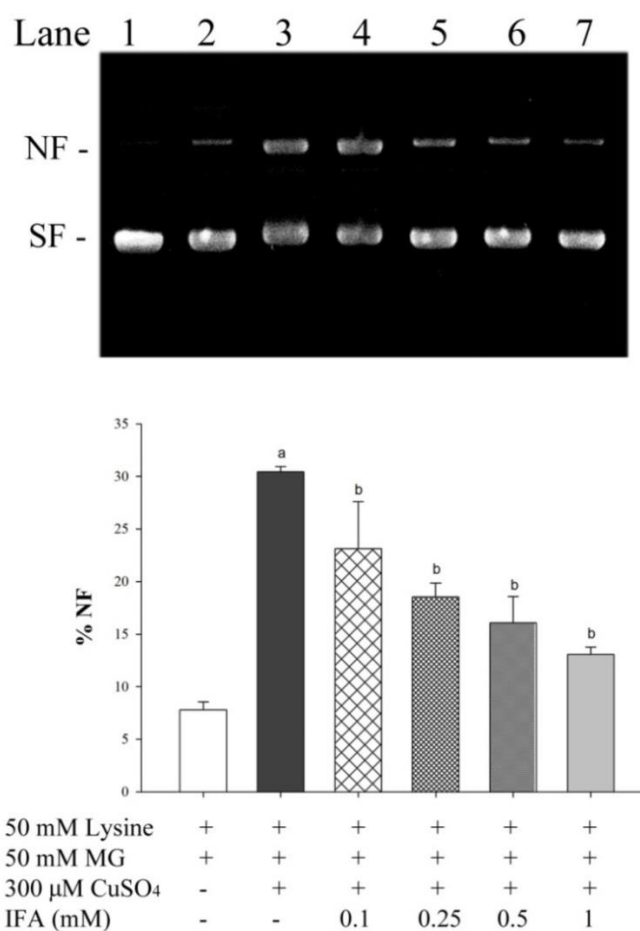 Lane 1 2 3 4 5 6 7
NF -
SF -
35
30
25
20
15
10
5
0
% NF
a
b
b
b
b
50 mM Lysine + + + + + +
50 mM MG + + + + + +
300 μM CuSO₄ - + + + + +
IFA (mM) - - 0.1 0.25 0.5 1